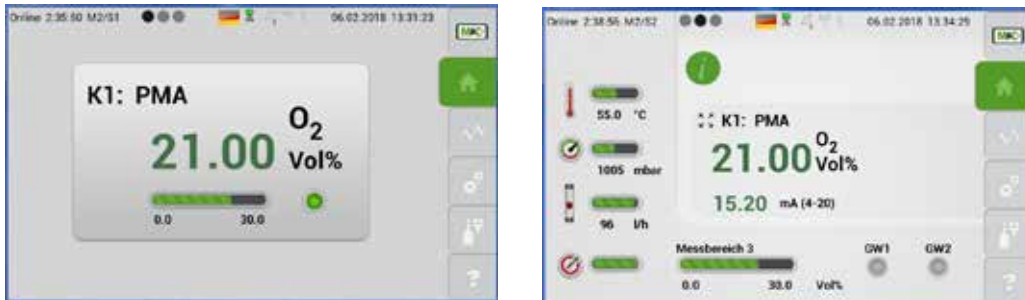 Online 2:35:50 M2/S1 06.02.2018 13:31:23
K1: PMA
O2
21.00 Vol%
0.0 30.0
Online 2:38:56 M2/S2 06.02.2018 13:34:29
i
55.0 °C
K1: PMA
O2
1005 mbar
21.00 Vol%
15.20 mA (4-20)
96 l/h
Messbereich 3 GW1 GW2
0.0 30.0 Vol%